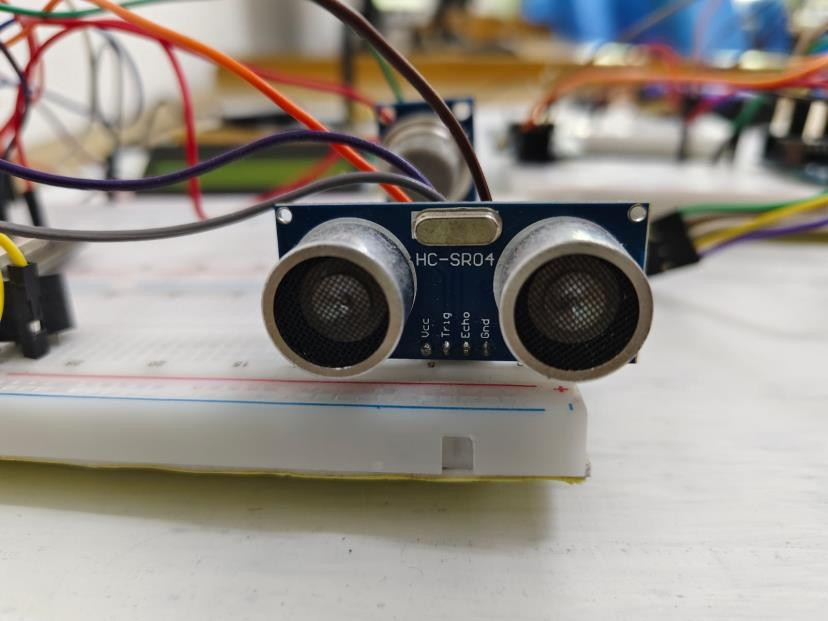 HC-SR04
Vcc
Trig
Echo
Gnd